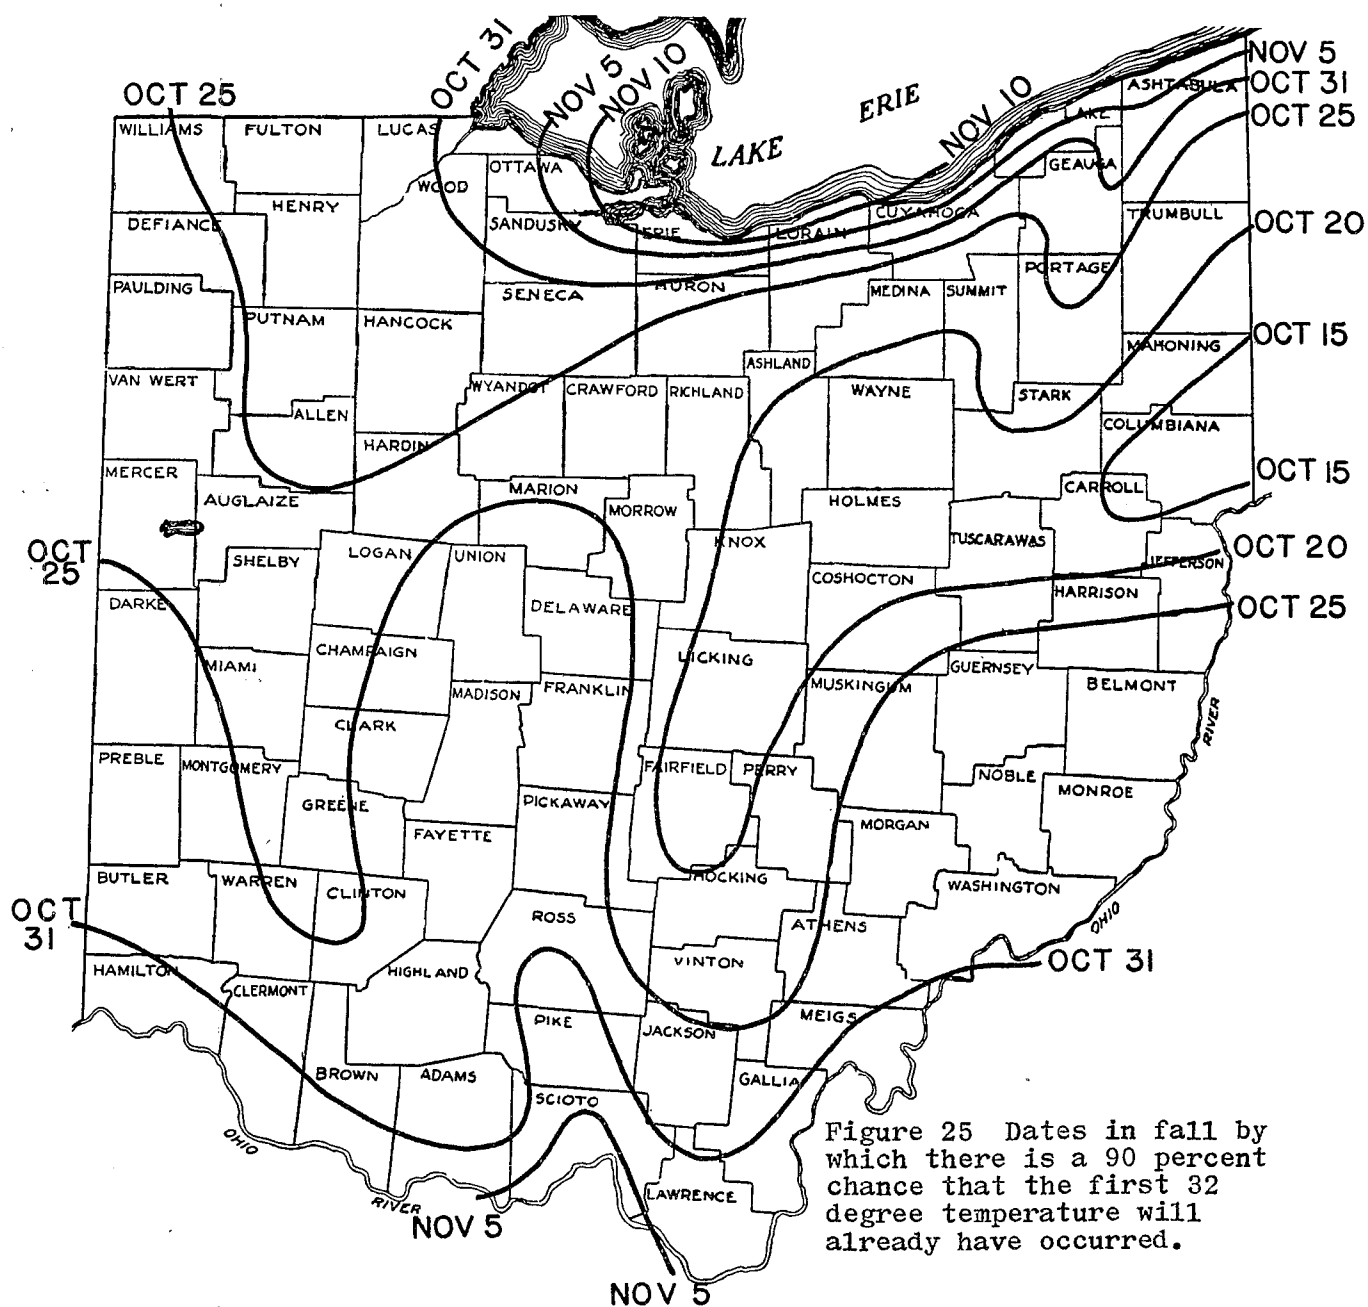 OCT 31
NOV 5
NOV 10
ERIE
LAKE
NOV 10
NOV 5
OCT 31
OCT 25
OCT 25
WILLIAMS
FULTON
LUCAS
OTTAWA
WOOD
LAKE
ASHTABULA
GEAUGA
DEFIANCE
HENRY
SANDUSKY
ERIE
LORAIN
CUYAHOGA
TRUMBULL
OCT 20
PAULDING
PUTNAM
HANCOCK
SENECA
HURON
MEDINA
SUMMIT
PORTAGE
OCT 15
VAN WERT
ALLEN
HARDIN
WYANDOT
CRAWFORD
RICHLAND
ASHLAND
WAYNE
STARK
MAHONING
COLUMBIANA
MERCER
AUGLAIZE
MARION
MORROW
HOLMES
CARROLL
OCT 15
OCT
25
SHELBY
LOGAN
UNION
KNOX
TUSCARAWAS
JEFFERSON
OCT 20
DARKE
DELAWARE
COSHOCTON
HARRISON
OCT 25
MIAMI
CHAMPAIGN
MADISON
FRANKLIN
LICKING
MUSKINGUM
GUERNSEY
BELMONT
RIVER
CLARK
PREBLE
MONTGOMERY
GREENE
FAYETTE
PICKAWAY
FAIRFIELD
PERRY
MORGAN
NOBLE
MONROE
BUTLER
WARREN
CLINTON
ROSS
HOCKING
ATHENS
WASHINGTON
OHIO
OCT
31
HAMILTON
CLERMONT
HIGHLAND
VINTON
OCT 31
BROWN
ADAMS
PIKE
JACKSON
MEIGS
SCIOTO
GALLIA
LAWRENCE
OHIO
RIVER
NOV 5
NOV 5
Figure 25 Dates in fall by
which there is a 90 percent
chance that the first 32
degree temperature will
already have occurred.